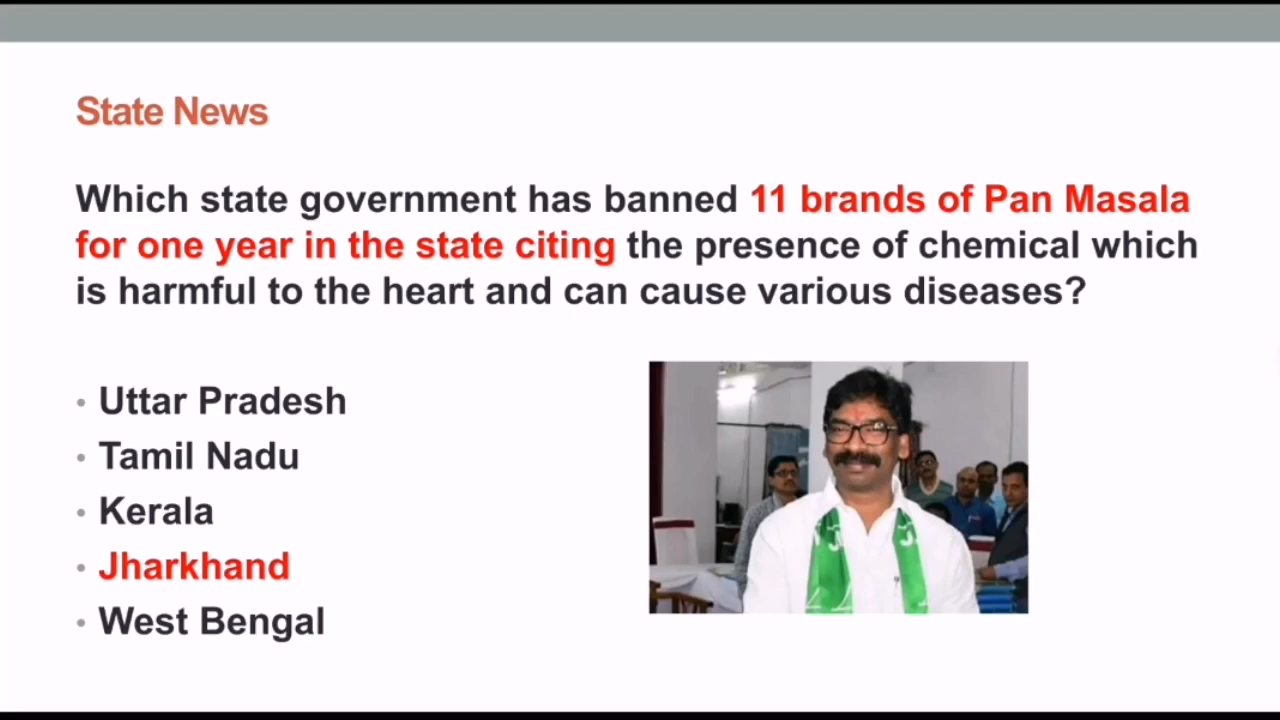 State News
Which state government has banned 11 brands of Pan Masala
for one year in the state citing the presence of chemical which
is harmful to the heart and can cause various diseases?
• Uttar Pradesh
• Tamil Nadu
• Kerala
• Jharkhand
• West Bengal